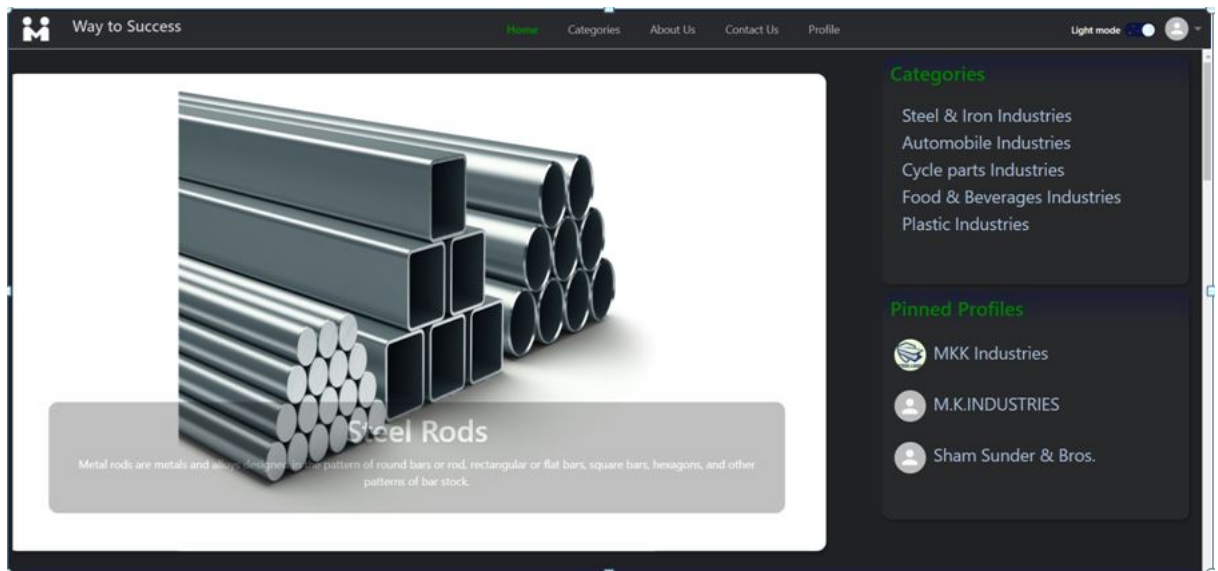 Way to Success
Home Categories About Us Contact Us Profile
Light mode
Steel Rods
Metal rods are metals and alloys designed in the pattern of round bars or rod, rectangular or flat bars, square bars, hexagons, and other
patterns of bar stock.
Categories
Steel & Iron Industries
Automobile Industries
Cycle parts Industries
Food & Beverages Industries
Plastic Industries
Pinned Profiles
MKK Industries
M.K.INDUSTRIES
Sham Sunder & Bros.